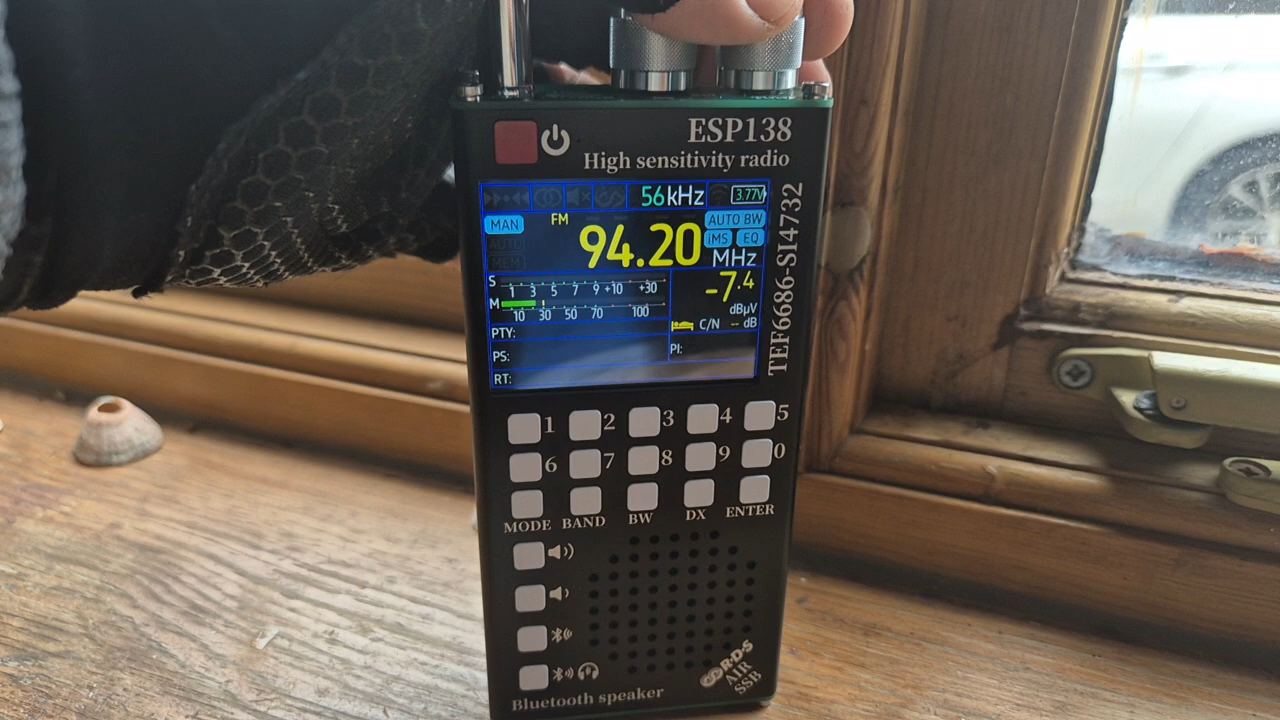 ESP138
High sensitivity radio
56kHz 3.77V
MAN FM AUTO BW
AUTO 94.20 iMS EQ
MEM MHz
S 1 3 5 7 9 +10 +30 -7.4
M dBµV
10 30 50 70 100 C/N -- dB
PTY:
PS: PI:
RT:
TEF6686-SI4732
1 2 3 4 5
6 7 8 9 0
MODE BAND BW DX ENTER
R·D·S
AIR
SSB
Bluetooth speaker